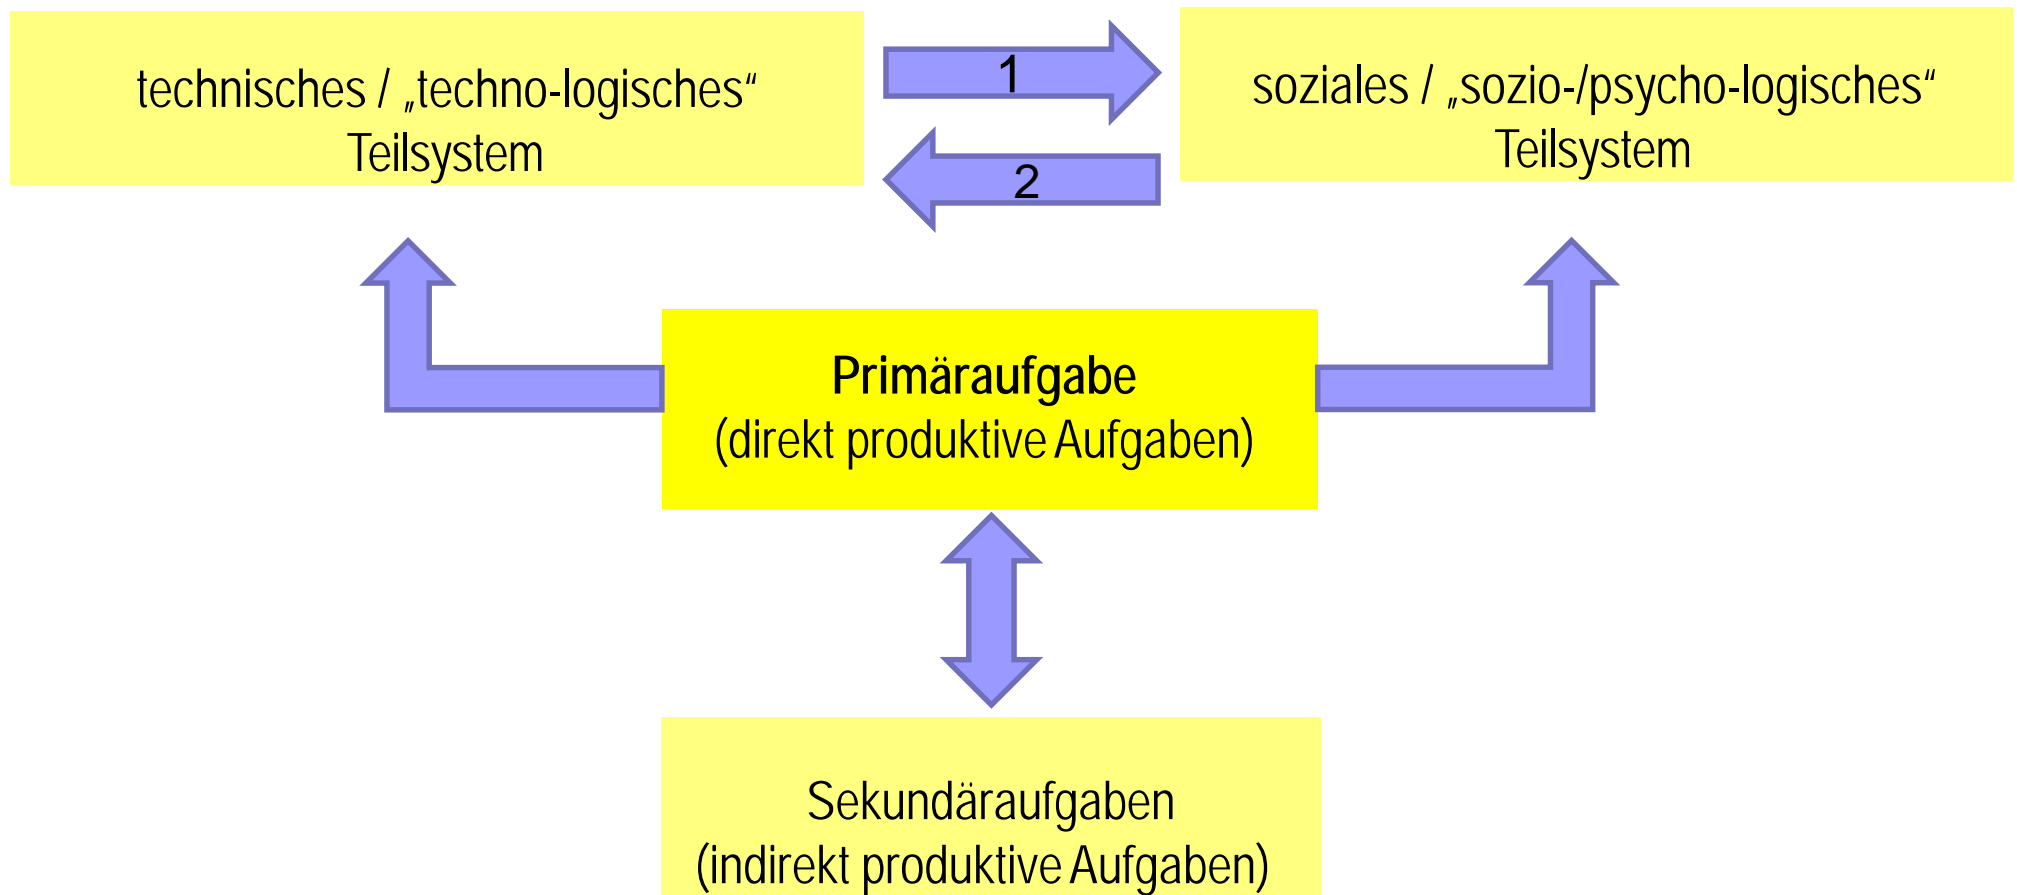 technisches / „techno-logisches“
Teilsystem
1
soziales / „sozio-/psycho-logisches“
Teilsystem
2
Primäraufgabe
(direkt produktive Aufgaben)
Sekundäraufgaben
(indirekt produktive Aufgaben)